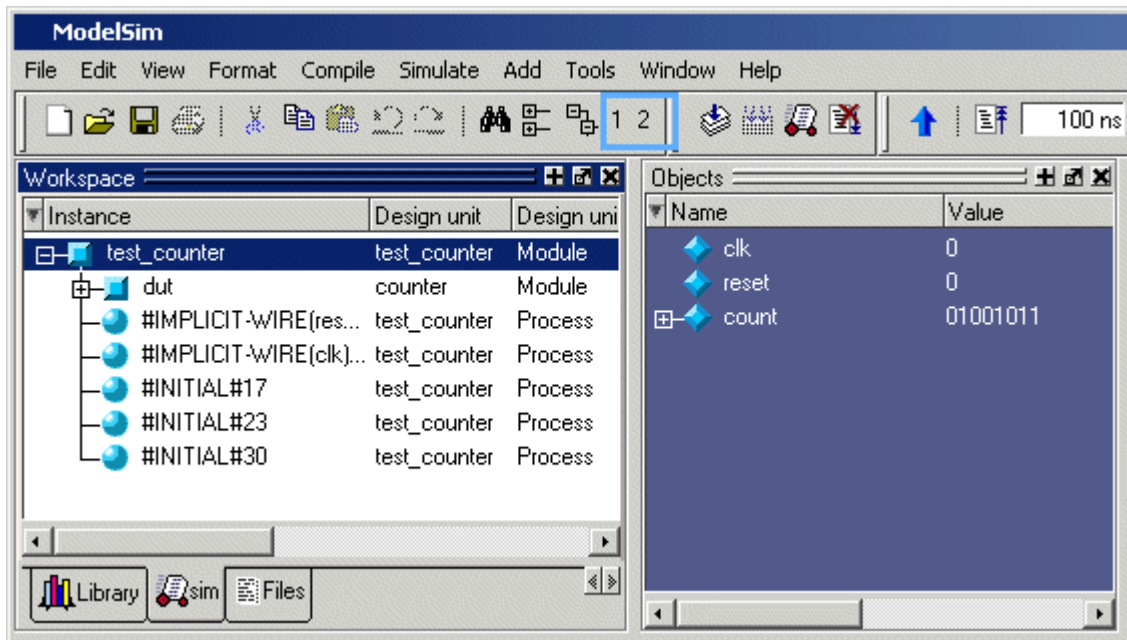 ModelSim
File Edit View Format Compile Simulate Add Tools Window Help
1 2 100 ns
Workspace
Instance Design unit Design uni
test_counter test_counter Module
dut counter Module
#IMPLICIT-WIRE(res... test_counter Process
#IMPLICIT-WIRE(clk)... test_counter Process
#INITIAL#17 test_counter Process
#INITIAL#23 test_counter Process
#INITIAL#30 test_counter Process
Library sim Files
Objects
Name Value
clk 0
reset 0
count 01001011